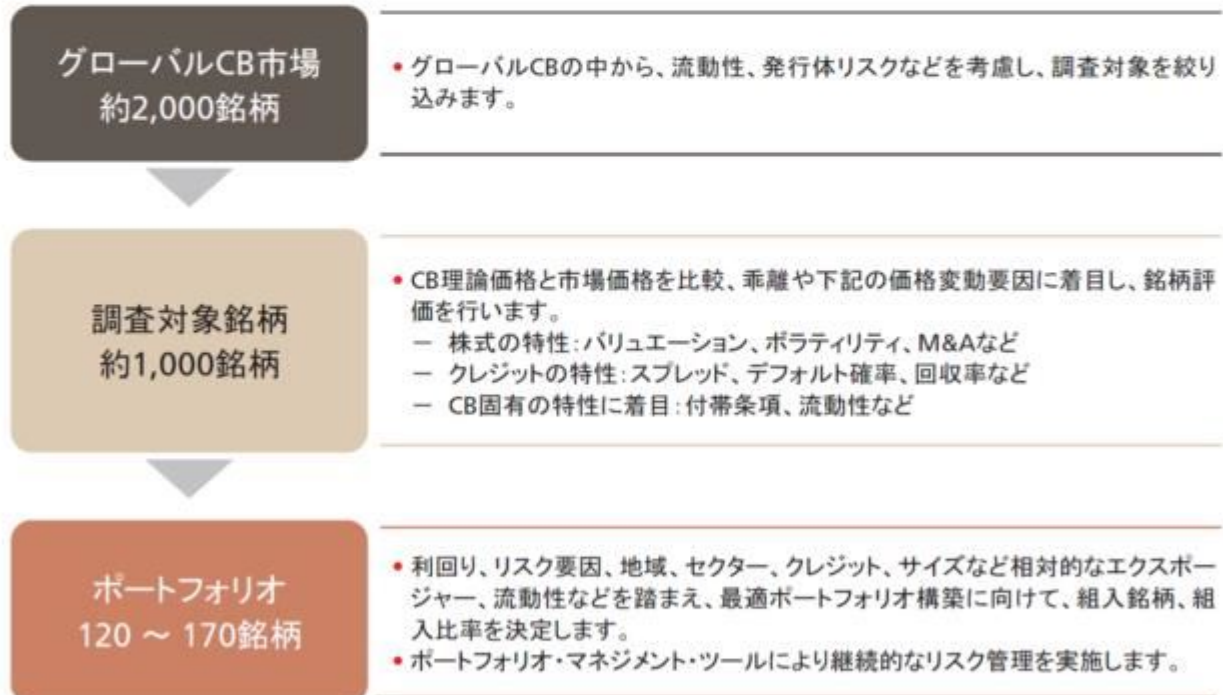 グローバルCB市場
約2,000銘柄
• グローバルCBの中から、流動性、発行体リスクなどを考慮し、調査対象を絞り
込みます。
調査対象銘柄
約1,000銘柄
• CB理論価格と市場価格を比較、乖離や下記の価格変動要因に着目し、銘柄評
価を行います。
— 株式の特性：バリュエーション、ボラティリティ、M&Aなど
— クレジットの特性：スプレッド、デフォルト確率、回収率など
— CB固有の特性に着目：付帯条項、流動性など
ポートフォリオ
120 ～ 170銘柄
• 利回り、リスク要因、地域、セクター、クレジット、サイズなど相対的なエクスポー
ジャー、流動性などを踏まえ、最適ポートフォリオ構築に向けて、組入銘柄、組
入比率を決定します。
• ポートフォリオ・マネジメント・ツールにより継続的なリスク管理を実施します。